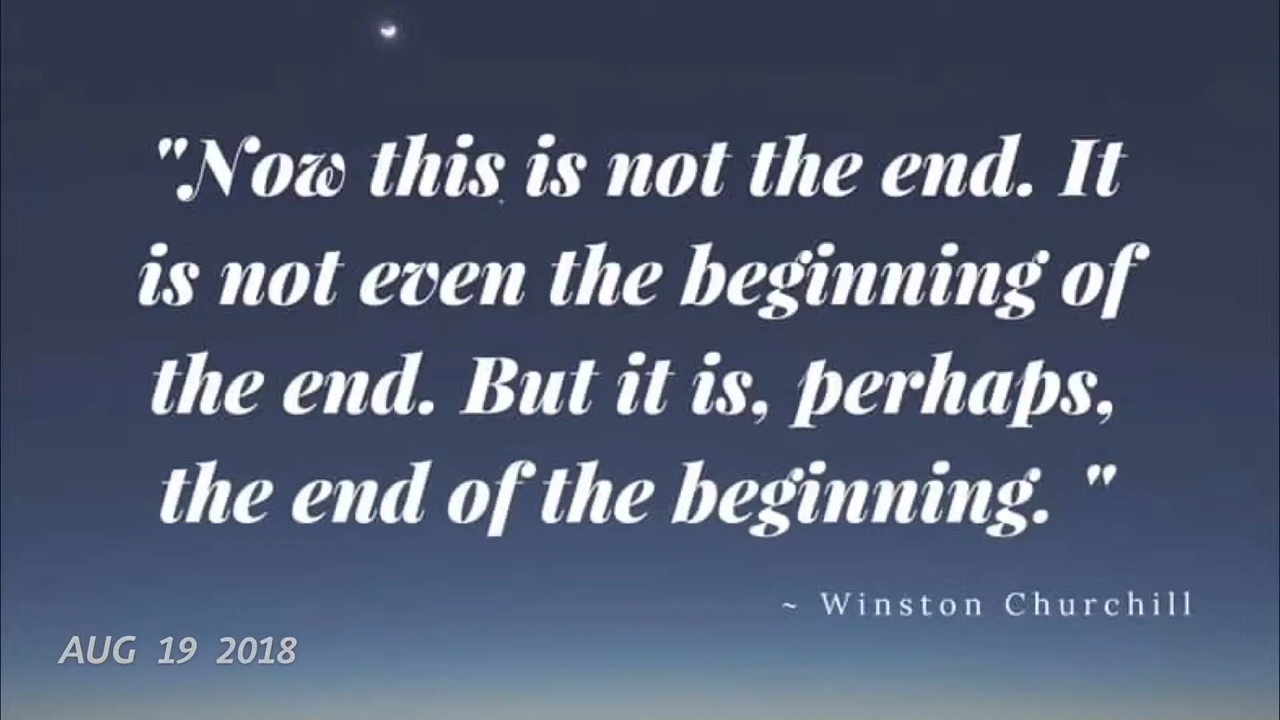 "Now this is not the end. It
is not even the beginning of
the end. But it is, perhaps,
the end of the beginning. "
~ Winston Churchill
AUG 19 2018